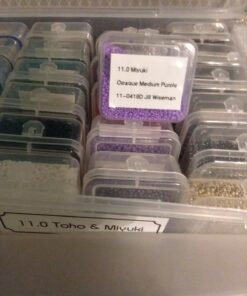 11.0 Miyuki
Opaque Medium Purple
11-0418D Jill Wiseman
11.0 Toho & Miyuki